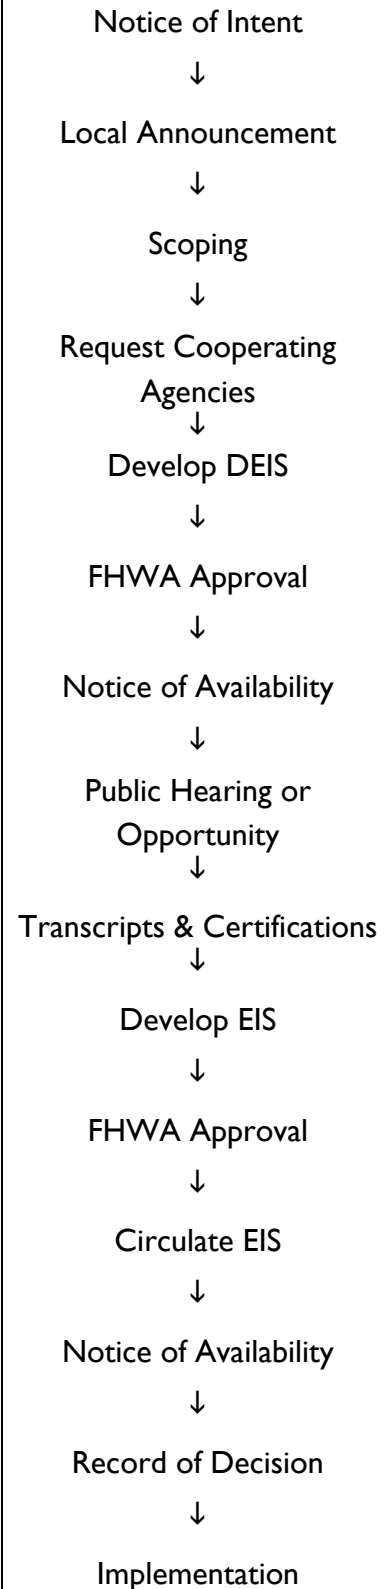 Notice of Intent
↓
Local Announcement
↓
Scoping
↓
Request Cooperating
Agencies
↓
Develop DEIS
↓
FHWA Approval
↓
Notice of Availability
↓
Public Hearing or
Opportunity
↓
Transcripts & Certifications
↓
Develop EIS
↓
FHWA Approval
↓
Circulate EIS
↓
Notice of Availability
↓
Record of Decision
↓
Implementation